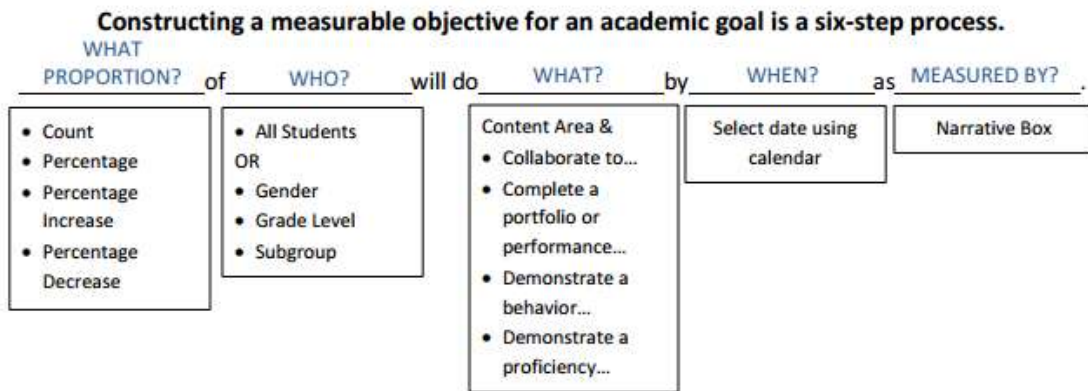 Constructing a measurable objective for an academic goal is a six-step process.
WHAT
PROPORTION? of WHO? will do WHAT? by WHEN? as MEASURED BY? .
• Count
• Percentage
• Percentage
Increase
• Percentage
Decrease
• All Students
OR
• Gender
• Grade Level
• Subgroup
Content Area &
• Collaborate to...
• Complete a
portfolio or
performance...
• Demonstrate a
behavior...
• Demonstrate a
proficiency...
Select date using
calendar
Narrative Box